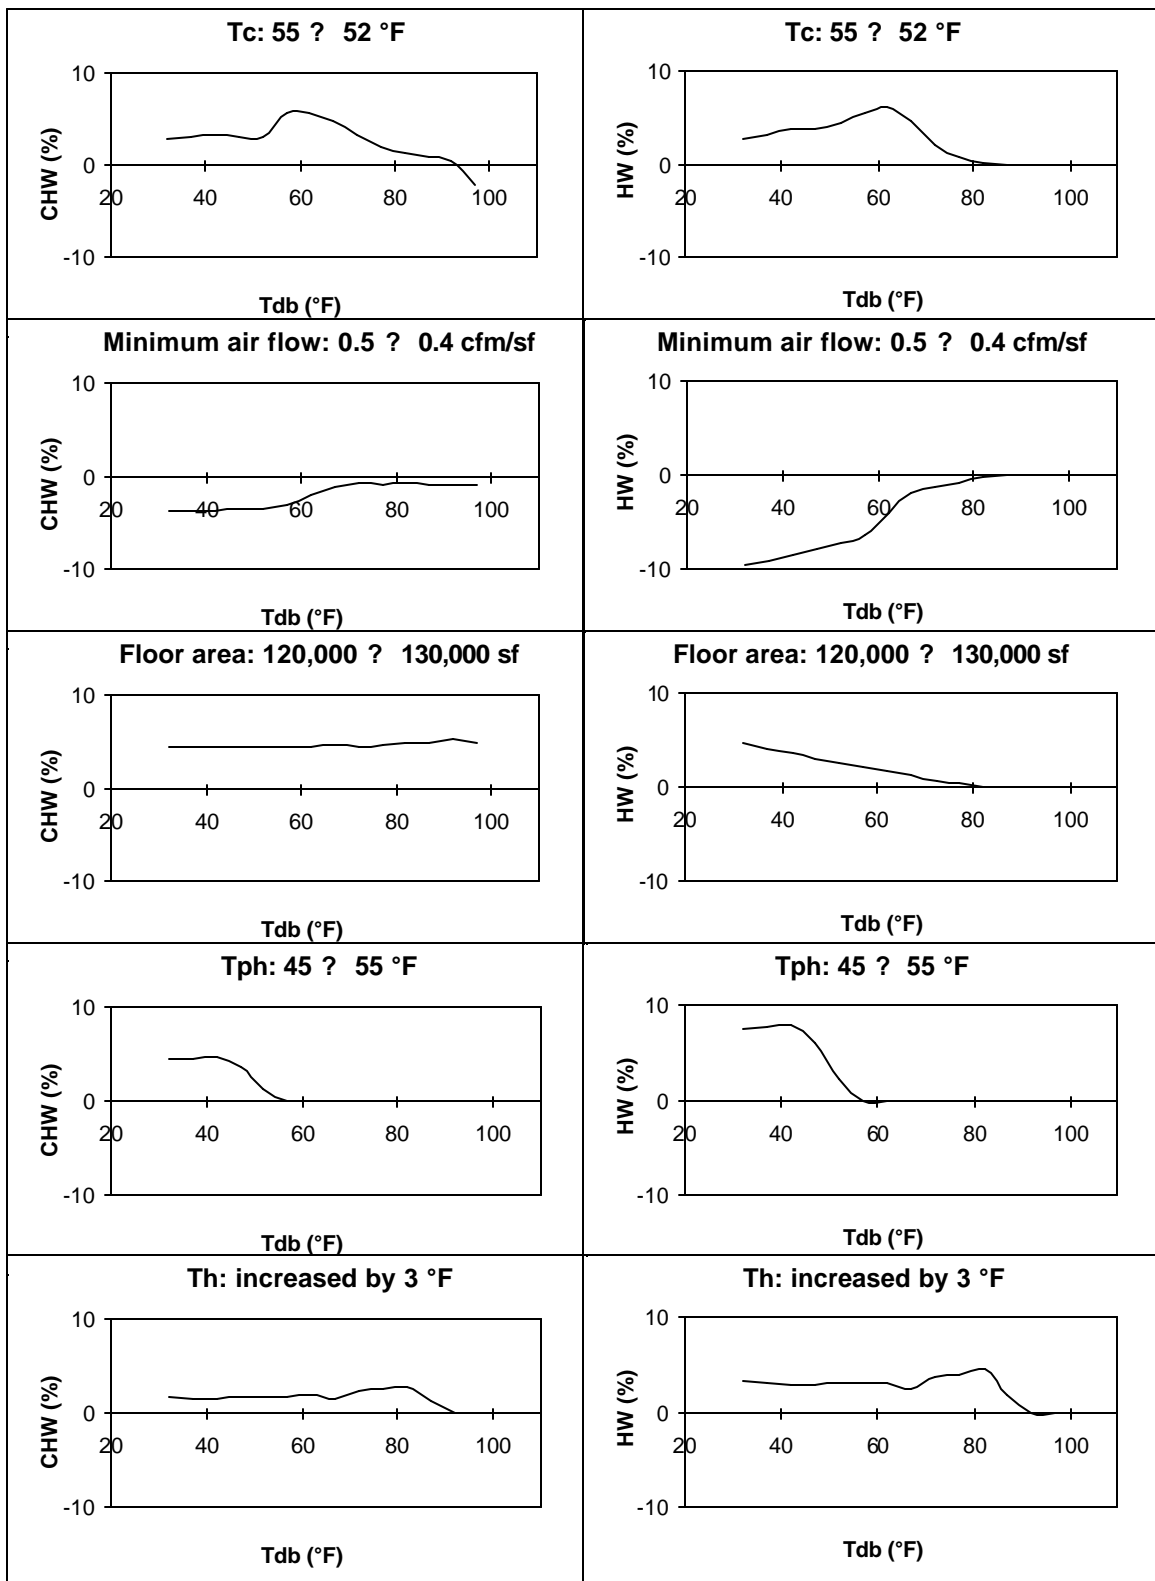 Tc: 55 ? 52 °F
10
0
-10
20 40 60 80 100
CHW (%)
Tdb (°F)
Tc: 55 ? 52 °F
10
0
-10
20 40 60 80 100
HW (%)
Tdb (°F)
Minimum air flow: 0.5 ? 0.4 cfm/sf
10
0
-10
20 40 60 80 100
CHW (%)
Tdb (°F)
Minimum air flow: 0.5 ? 0.4 cfm/sf
10
0
-10
20 40 60 80 100
HW (%)
Tdb (°F)
Floor area: 120,000 ? 130,000 sf
10
0
-10
20 40 60 80 100
CHW (%)
Tdb (°F)
Floor area: 120,000 ? 130,000 sf
10
0
-10
20 40 60 80 100
HW (%)
Tdb (°F)
Tph: 45 ? 55 °F
10
0
-10
20 40 60 80 100
CHW (%)
Tdb (°F)
Tph: 45 ? 55 °F
10
0
-10
20 40 60 80 100
HW (%)
Tdb (°F)
Th: increased by 3 °F
10
0
-10
20 40 60 80 100
CHW (%)
Tdb (°F)
Th: increased by 3 °F
10
0
-10
20 40 60 80 100
HW (%)
Tdb (°F)